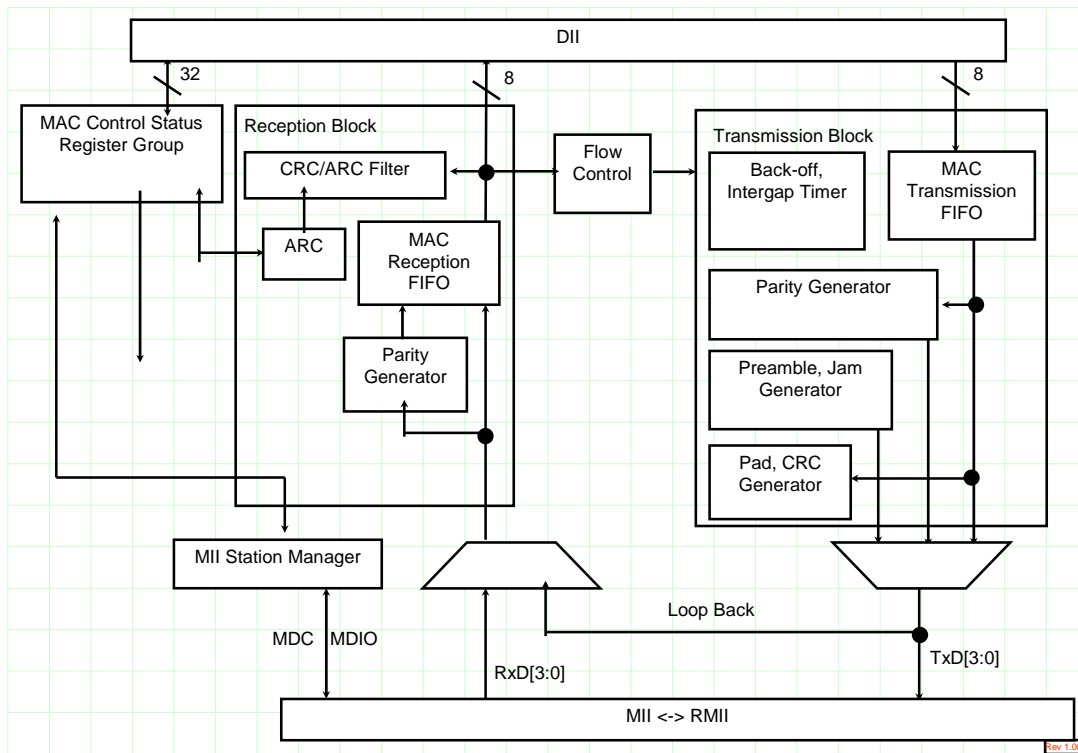 DII
32
8
8
MAC Control Status
Register Group
Reception Block
CRC/ARC Filter
ARC
MAC
Reception
FIFO
Parity
Generator
Flow
Control
Transmission Block
Back-off,
Intergap Timer
MAC
Transmission
FIFO
Parity Generator
Preamble, Jam
Generator
Pad, CRC
Generator
MII Station Manager
Loop Back
MDC
MDIO
RxD[3:0]
TxD[3:0]
MII <-> RMII
Rev 1.00